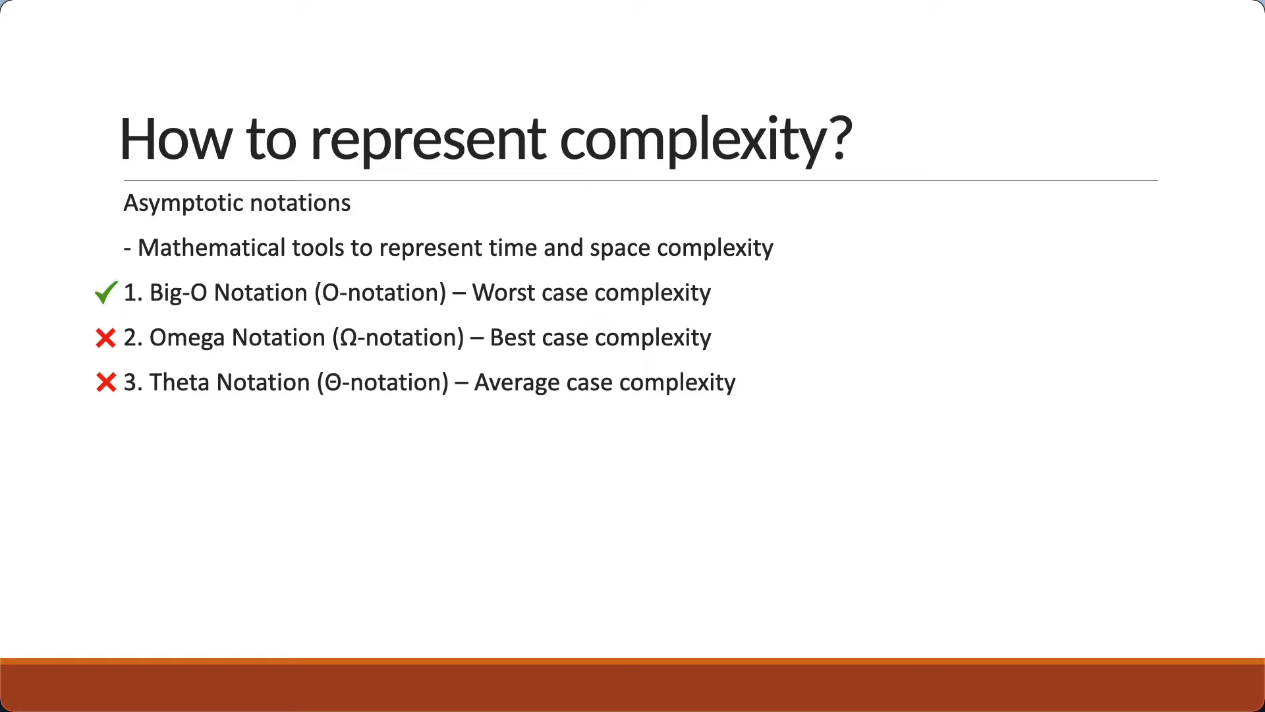 How to represent complexity?
Asymptotic notations
- Mathematical tools to represent time and space complexity
1. Big-O Notation (O-notation) – Worst case complexity
2. Omega Notation (Ω-notation) – Best case complexity
3. Theta Notation (Θ-notation) – Average case complexity